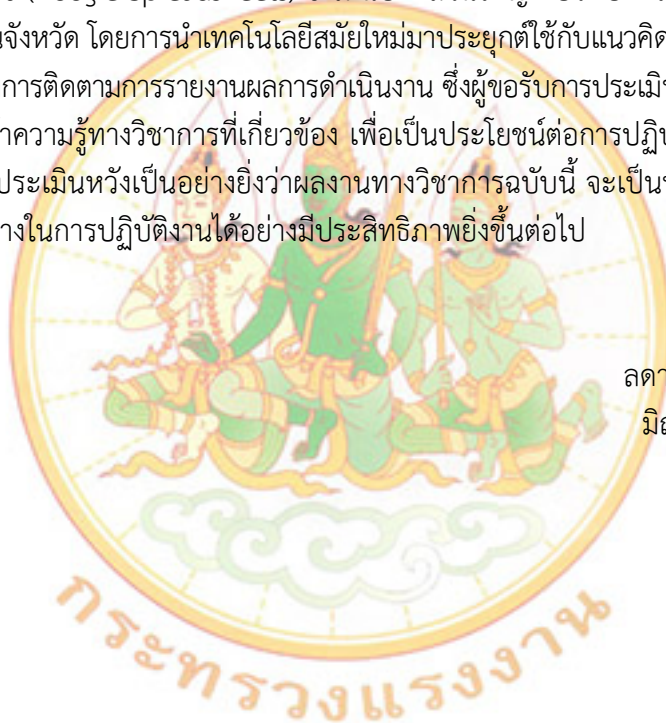 นจังหวัด โดยการนำเทคโนโลยีสมัยใหม่มาประยุกต์ใช้กับแนวคิด
การติดตามการรายงานผลการดำเนินงาน ซึ่งผู้ขอรับการประเมิน
าความรู้ทางวิชาการที่เกี่ยวข้อง เพื่อเป็นประโยชน์ต่อการปฏิบั
ประเมินหวังเป็นอย่างยิ่งว่าผลงานทางวิชาการฉบับนี้ จะเป็น
างในการปฏิบัติงานได้อย่างมีประสิทธิภาพยิ่งขึ้นต่อไป
ลดา
มิถ
กระทรวงแรงงาน